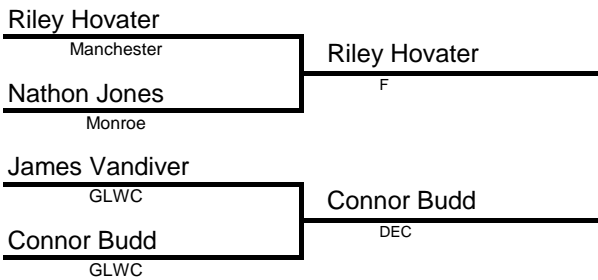 Riley Hovater
Manchester
Riley Hovater
F
Nathon Jones
Monroe
James Vandiver
GLWC
Connor Budd
DEC
Connor Budd
GLWC